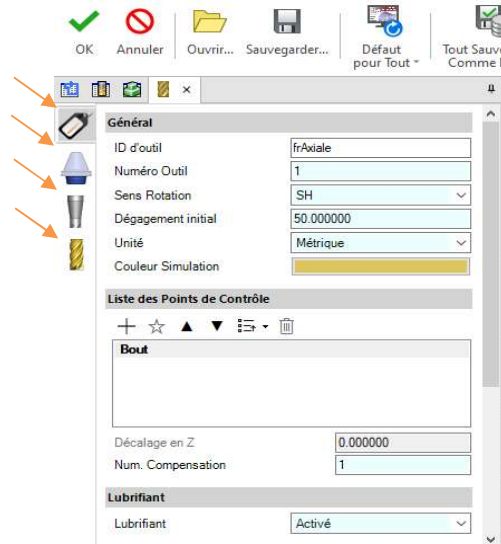 OK Annuler Ouvrir... Sauvegarder... Défaut
pour Tout Tout Sauve
Comme
Général
ID d'outil frAxiale
Numéro Outil 1
Sens Rotation SH
Dégagement initial 50.000000
Unité Métrique
Couleur Simulation
Liste des Points de Contrôle
Bout
Décalage en Z 0.000000
Num. Compensation 1
Lubrifiant
Lubrifiant Activé